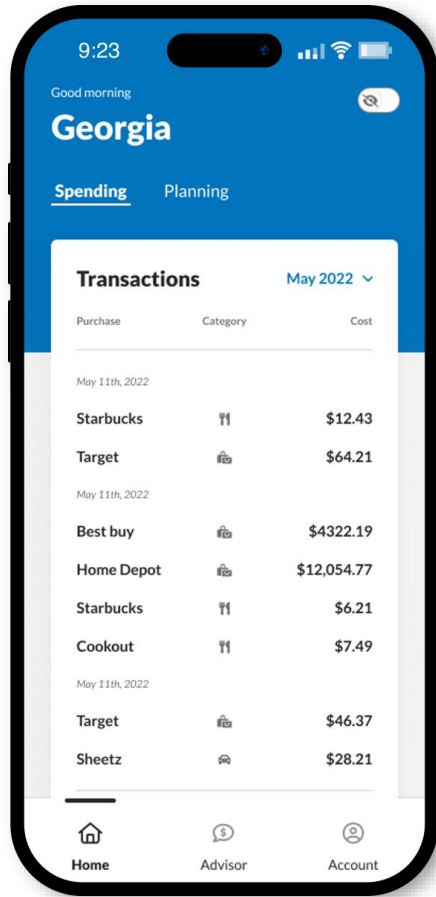 9:23
Good morning
Georgia
Spending Planning
Transactions May 2022
Purchase Category Cost
May 11th, 2022
Starbucks $12.43
Target $64.21
May 11th, 2022
Best buy $4322.19
Home Depot $12,054.77
Starbucks $6.21
Cookout $7.49
May 11th, 2022
Target $46.37
Sheetz $28.21
Home Advisor Account